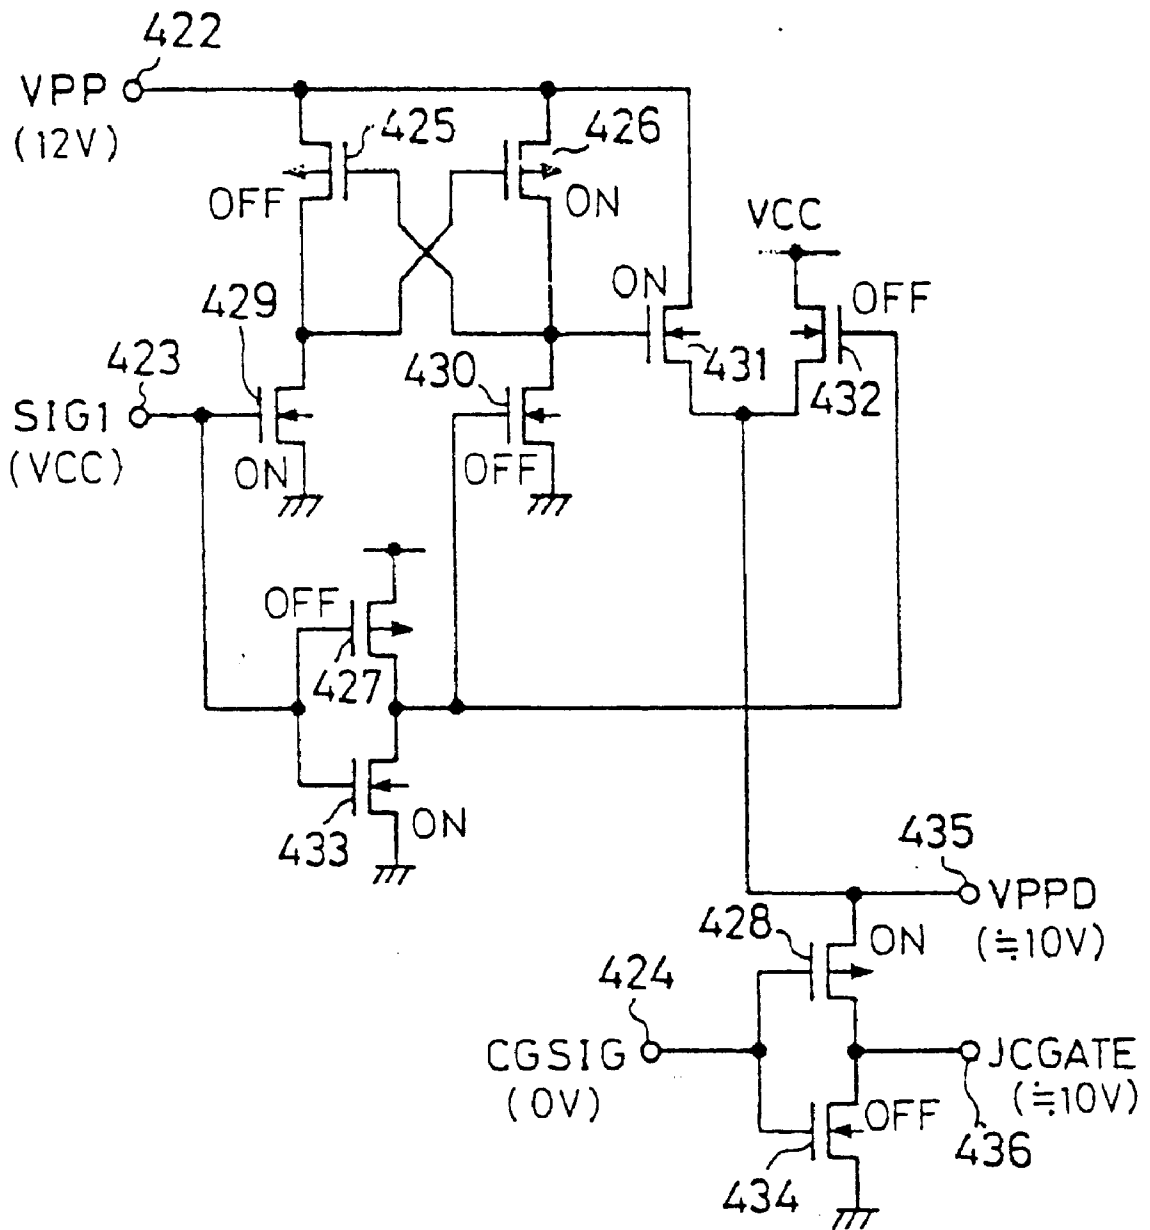 422
VPP
(12V)
425
426
OFF
ON
VCC
429
ON
OFF
423
430
431
432
SIG1
(VCC)
ON
OFF
OFF
427
433
ON
435
VPPD
(≒10V)
428
ON
424
CGSIG
(0V)
JCGATE
(≒10V)
OFF
436
434